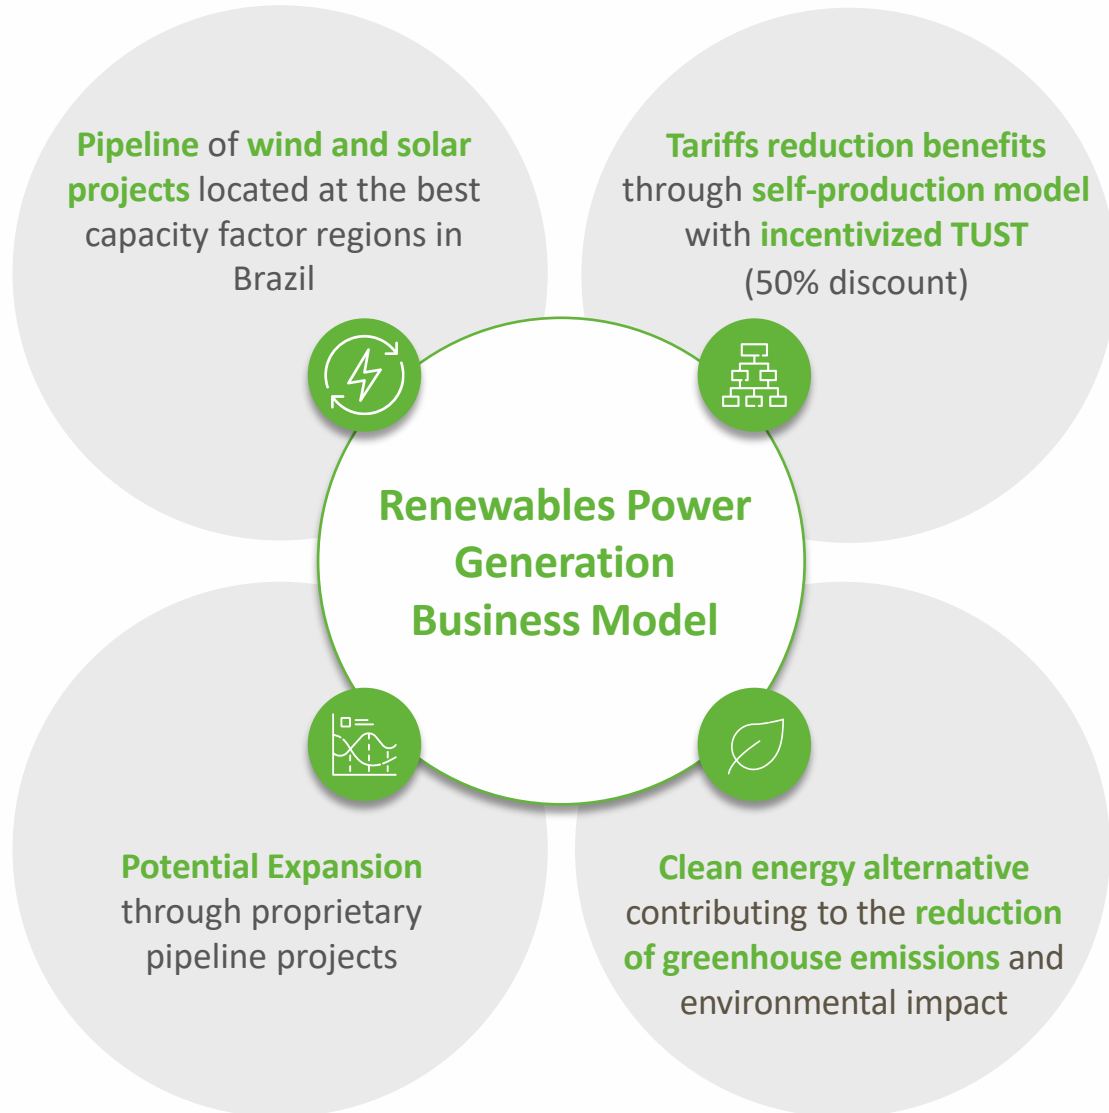 Pipeline of wind and solar
projects located at the best
capacity factor regions in
Brazil
Tariffs reduction benefits
through self-production model
with incentivized TUST
(50% discount)
Renewables Power
Generation
Business Model
Potential Expansion
through proprietary
pipeline projects
Clean energy alternative
contributing to the reduction
of greenhouse emissions and
environmental impact